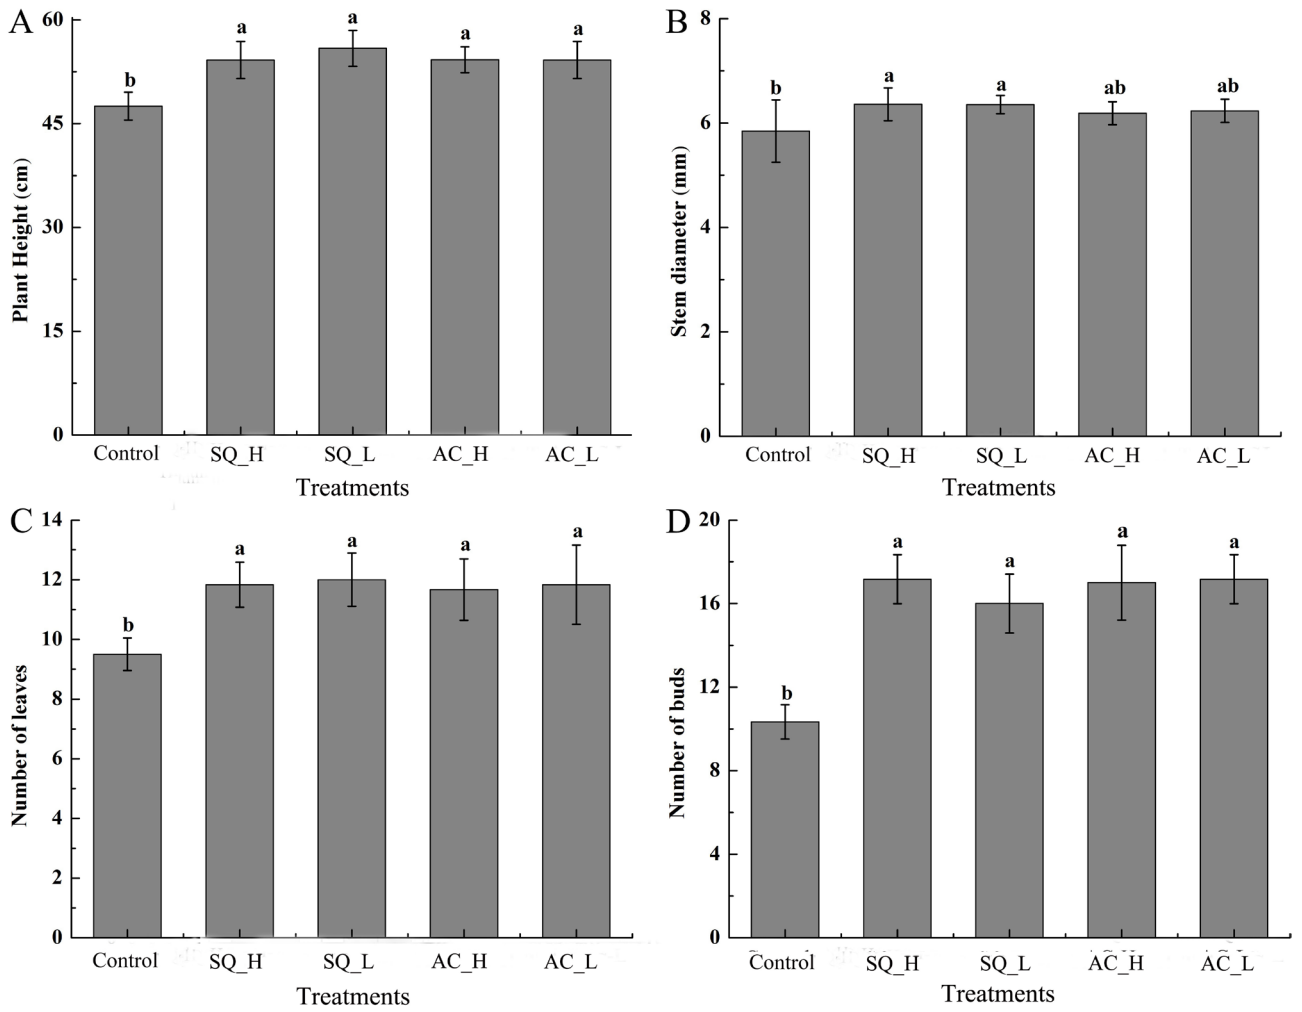 A
60
45
30
15
0
Plant Height (cm)
b
a
a
a
a
Control SQ_H SQ_L AC_H AC_L
Treatments
B
8
6
4
2
0
Stem diameter (mm)
b
a
a
ab
ab
Control SQ_H SQ_L AC_H AC_L
Treatments
C
14
12
10
8
6
4
2
0
Number of leaves
b
a
a
a
a
Control SQ_H SQ_L AC_H AC_L
Treatments
D
20
16
12
8
4
0
Number of buds
b
a
a
a
a
Control SQ_H SQ_L AC_H AC_L
Treatments